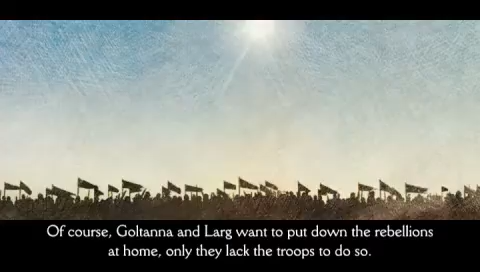 Of course, Goltanna and Larg want to put down the rebellions
at home, only they lack the troops to do so.